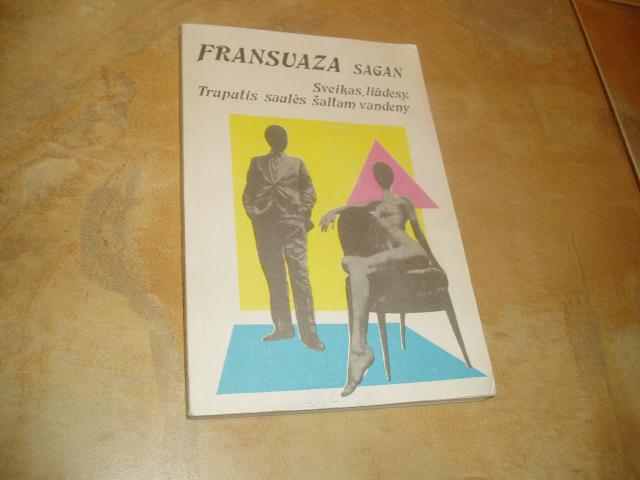 FRANSUAZA SAGAN
Sveikas, liūdesy.
Truputis saulės šaltam vandeny